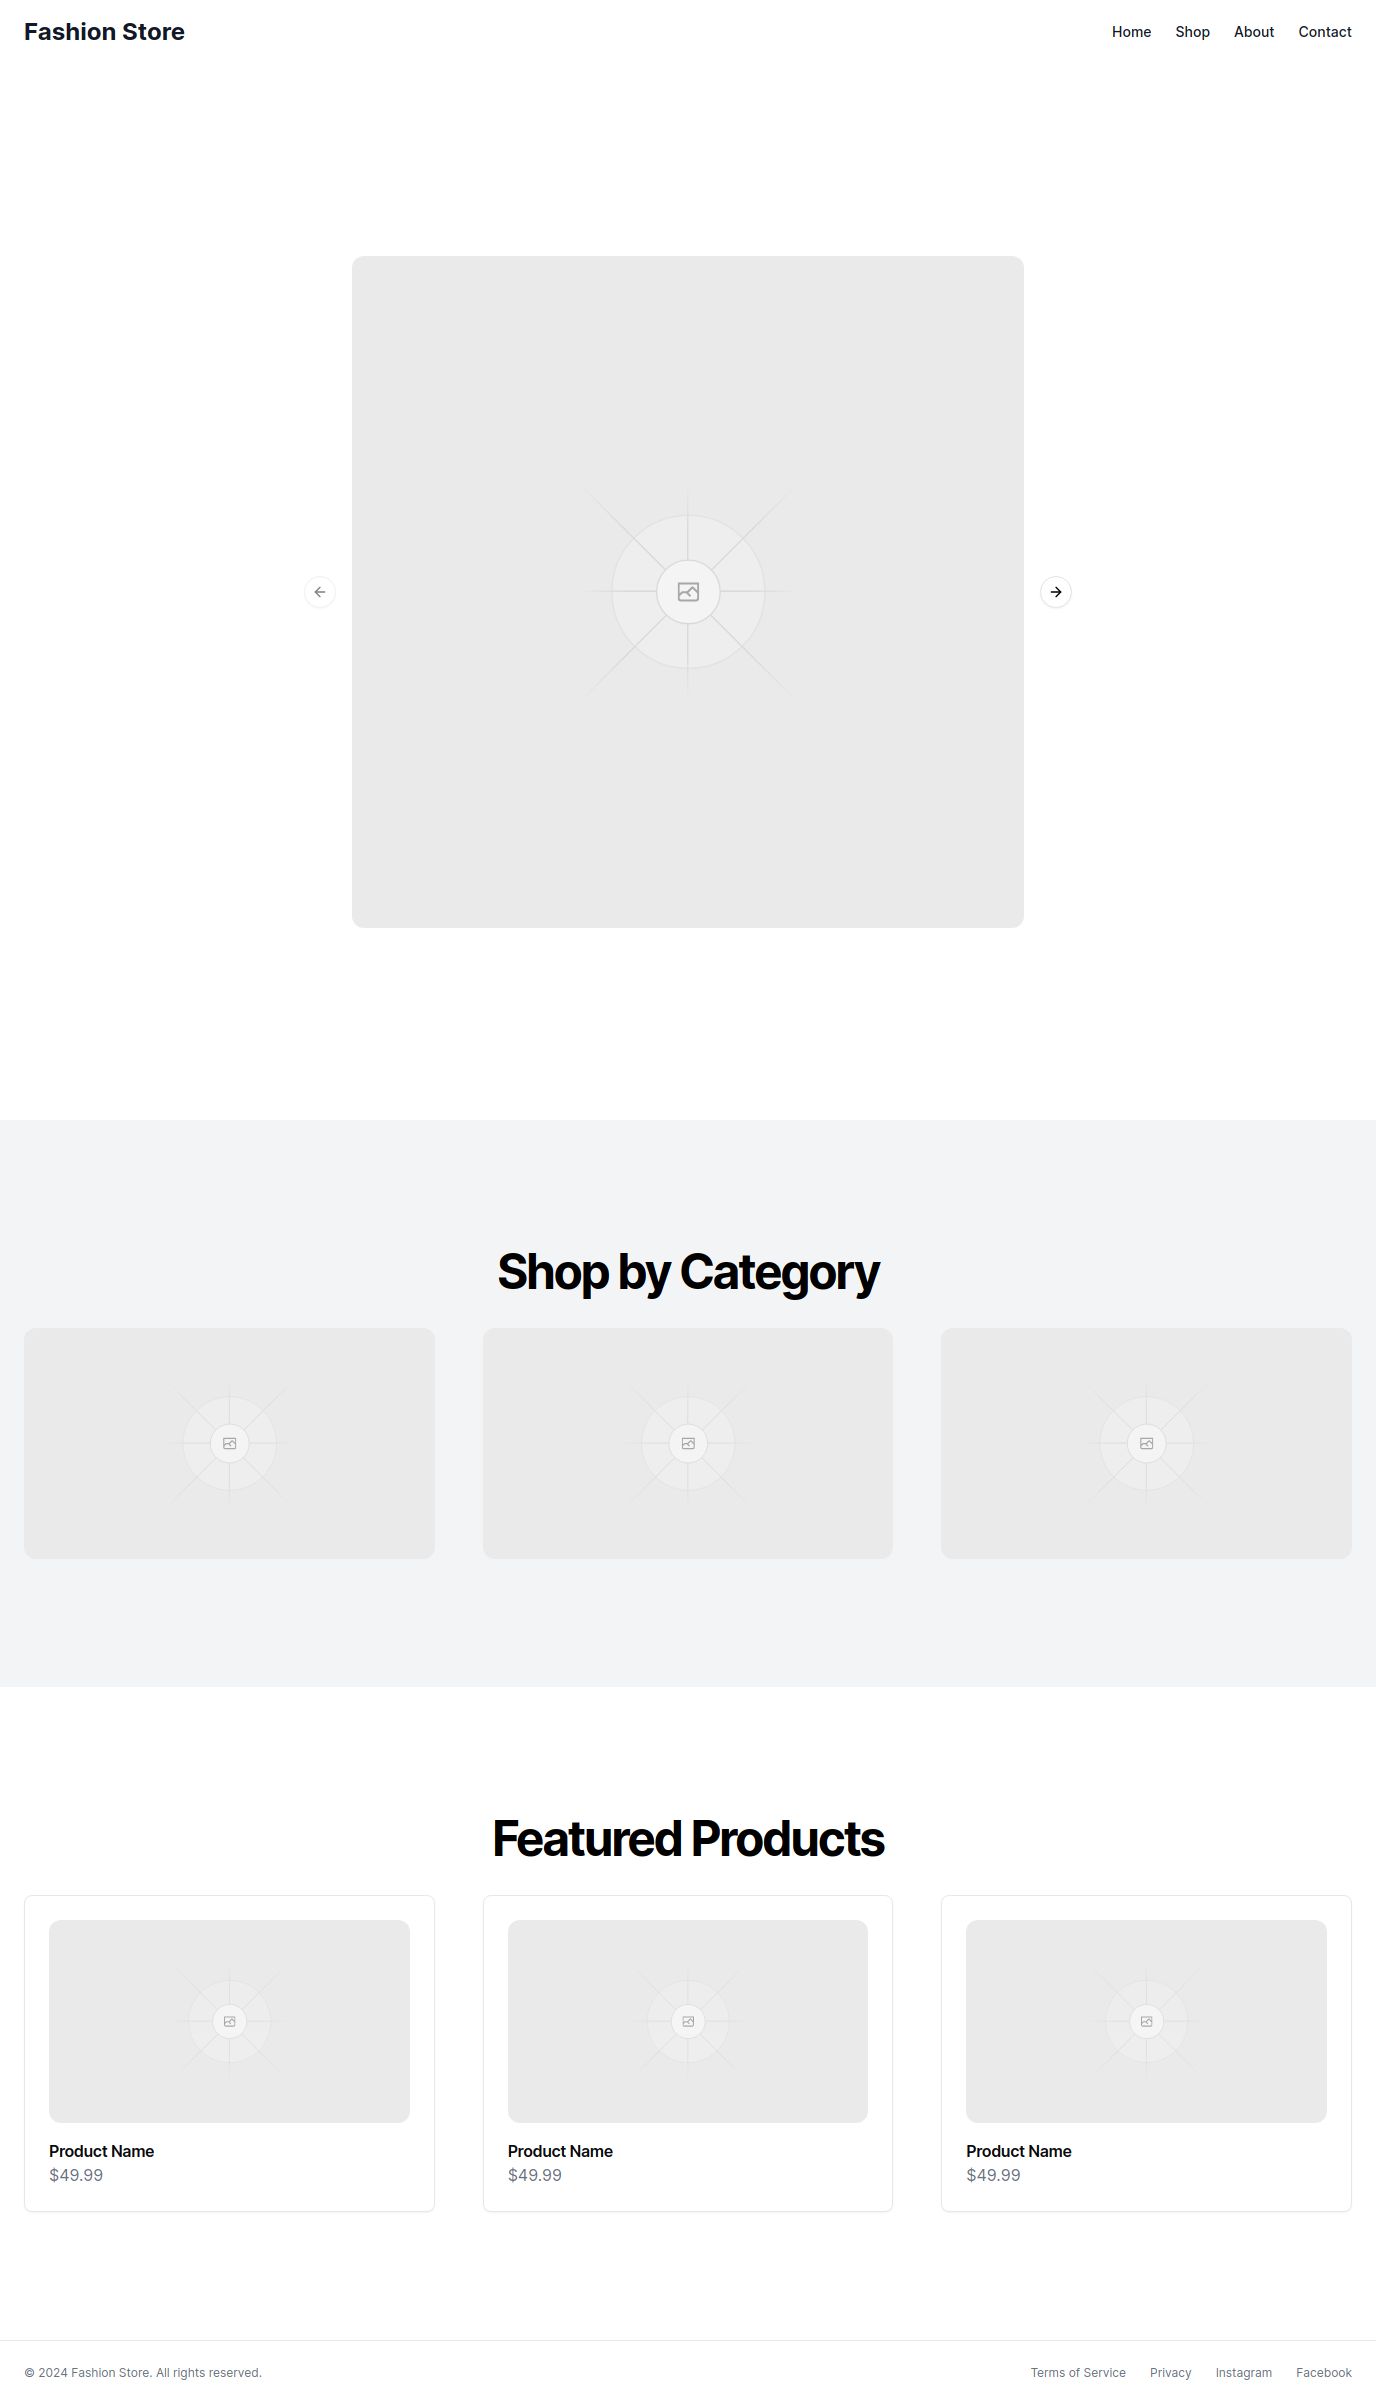 Fashion Store
Home Shop About Contact
Shop by Category
Featured Products
Product Name
$49.99
Product Name
$49.99
Product Name
$49.99
© 2024 Fashion Store. All rights reserved.
Terms of Service Privacy Instagram Facebook